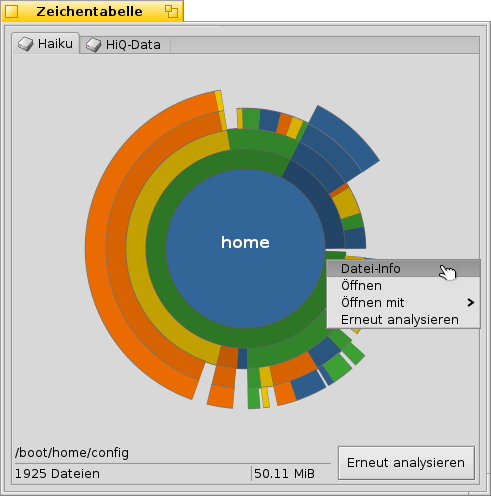 Zeichentabelle
Haiku
HiQ-Data
home
Datei-Info
Öffnen
Öffnen mit
Erneut analysieren
/boot/home/config
1925 Dateien
50.11 MiB
Erneut analysieren